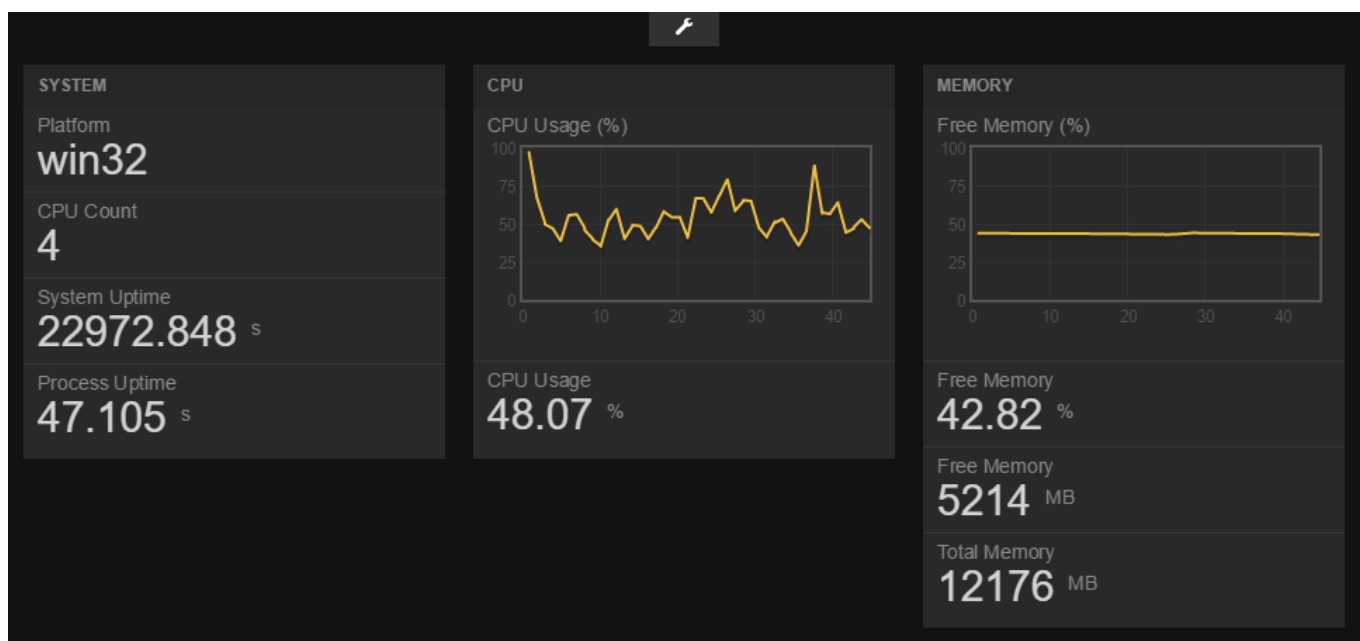 SYSTEM
Platform
win32
CPU Count
4
System Uptime
22972.848 s
Process Uptime
47.105 s
CPU
CPU Usage (%)
100
75
50
25
0
0 10 20 30 40
CPU Usage
48.07 %
MEMORY
Free Memory (%)
100
75
50
25
0
0 10 20 30 40
Free Memory
42.82 %
Free Memory
5214 MB
Total Memory
12176 MB